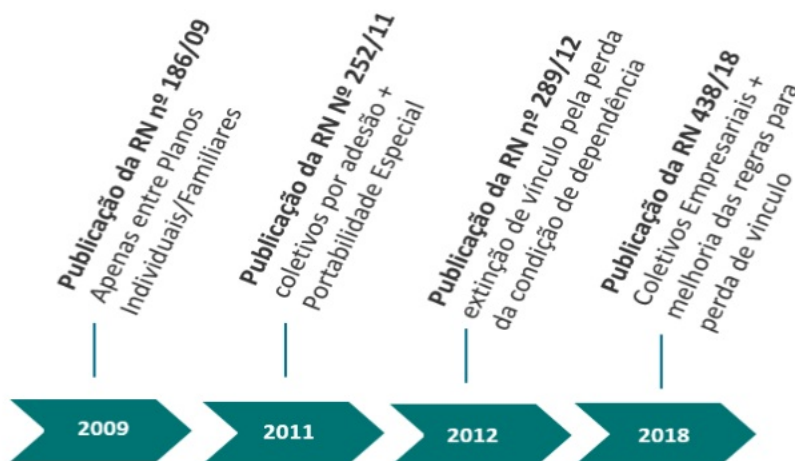 Publicação da RN nº 186/09
Apenas entre Planos
Individuais/Familiares
Publicação da RN Nº 252/11
coletivos por adesão +
Portabilidade Especial
Publicação da RN nº 289/12
extinção de vínculo pela perda
da condição de dependência
Publicação da RN 438/18
Coletivos Empresariais +
melhoria das regras para
perda de vinculo
2009
2011
2012
2018